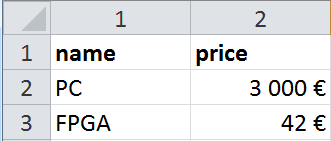 1 2
1 name price
2 PC 3 000 €
3 FPGA 42 €